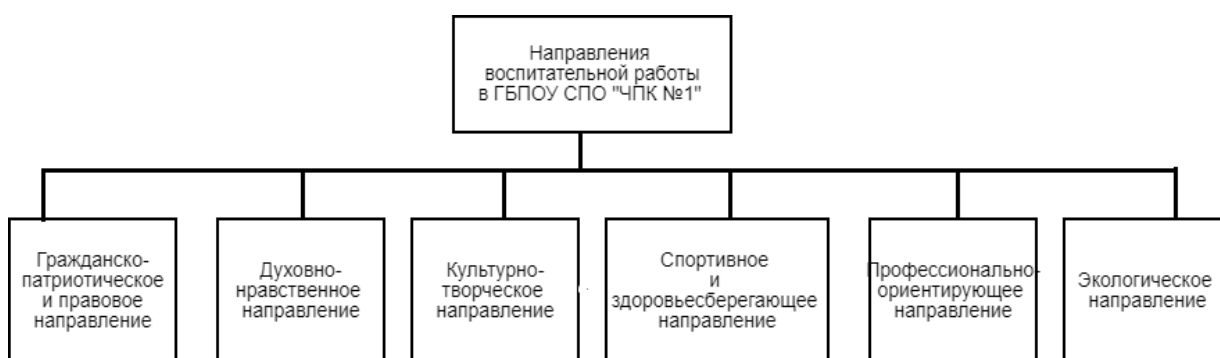 Направления
воспитательной работы
в ГБПОУ СПО "ЧПК №1"
Гражданско-
патриотическое
и правовое
направление
Духовно-
нравственное
направление
Культурно-
творческое
направление
Спортивное
и
здоровьесберегающее
направление
Профессионально-
ориентирующее
направление
Экологическое
направление